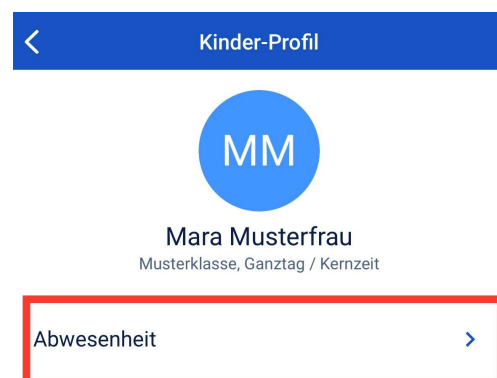 Kinder-Profil
MM
Mara Musterfrau
Musterklasse, Ganztag / Kernzeit
Abwesenheit